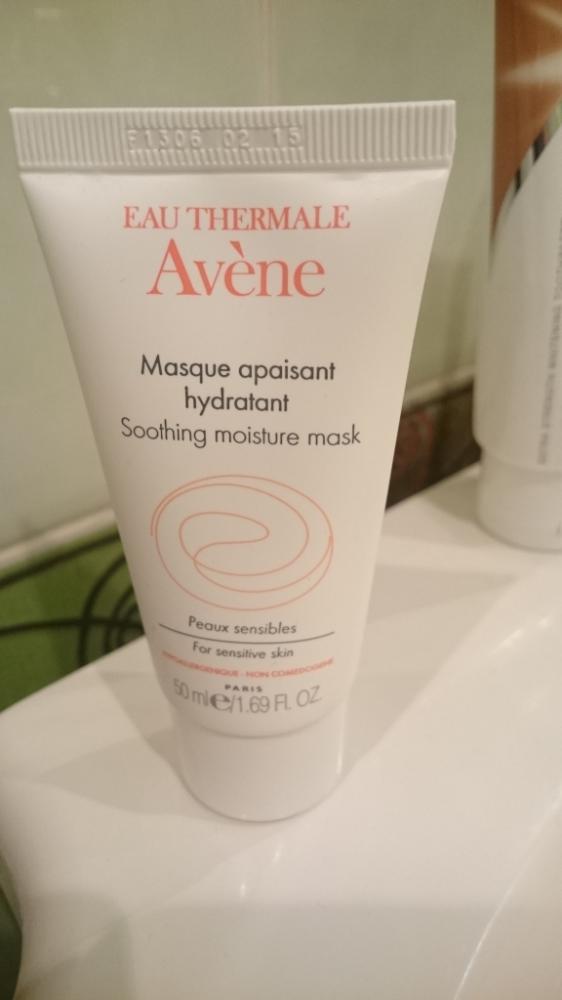 F1306 02 15
EAU THERMALE
Avène
Masque apaisant
hydratant
Soothing moisture mask
Peaux sensibles
For sensitive skin
HYPOALLERGÉNIQUE - NON COMÉDOGÈNE
PARIS
50 ml e/1.69 Fl. OZ.